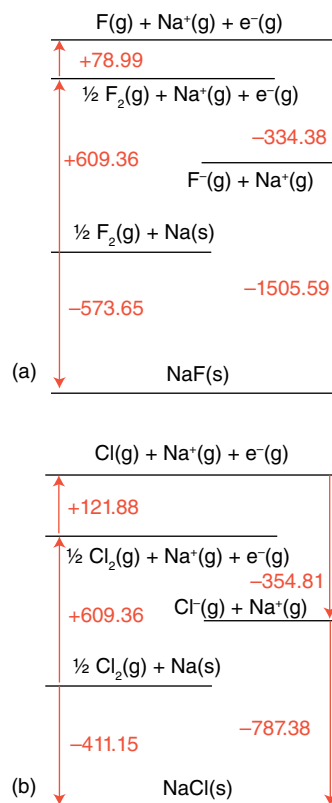 F(g) + Na⁺(g) + e⁻(g)
+78.99
½ F₂(g) + Na⁺(g) + e⁻(g)
−334.38
+609.36
F⁻(g) + Na⁺(g)
½ F₂(g) + Na(s)
−1505.59
−573.65
(a)
NaF(s)
Cl(g) + Na⁺(g) + e⁻(g)
+121.88
½ Cl₂(g) + Na⁺(g) + e⁻(g)
−354.81
Cl⁻(g) + Na⁺(g)
+609.36
½ Cl₂(g) + Na(s)
−787.38
−411.15
(b)
NaCl(s)